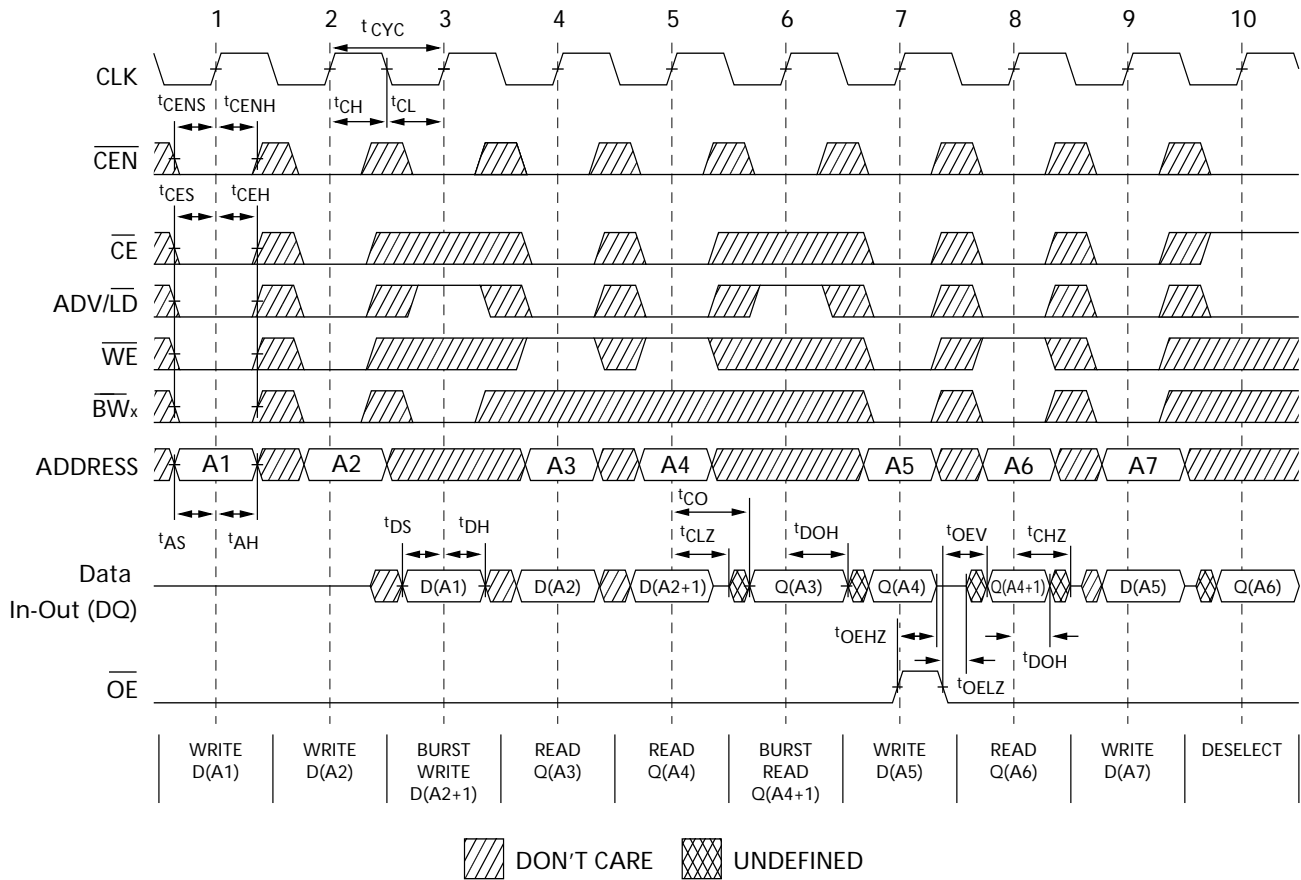 1 2 3 4 5 6 7 8 9 10
t CYC
CLK
tCENS tCENH tCH tCL
CEN
tCES tCEH
CE
ADV/LD
WE
BWx
ADDRESS A1 A2 A3 A4 A5 A6 A7
tCO
tAS tAH tDS tDH tCLZ tDOH tOEV tCHZ
Data
In-Out (DQ)
D(A1) D(A2) D(A2+1) Q(A3) Q(A4) Q(A4+1) D(A5) Q(A6)
tOEHZ tDOH
tOELZ
OE
WRITE WRITE BURST READ READ BURST WRITE READ WRITE DESELECT
D(A1) D(A2) WRITE Q(A3) Q(A4) READ D(A5) Q(A6) D(A7)
D(A2+1) Q(A4+1)
DON'T CARE UNDEFINED